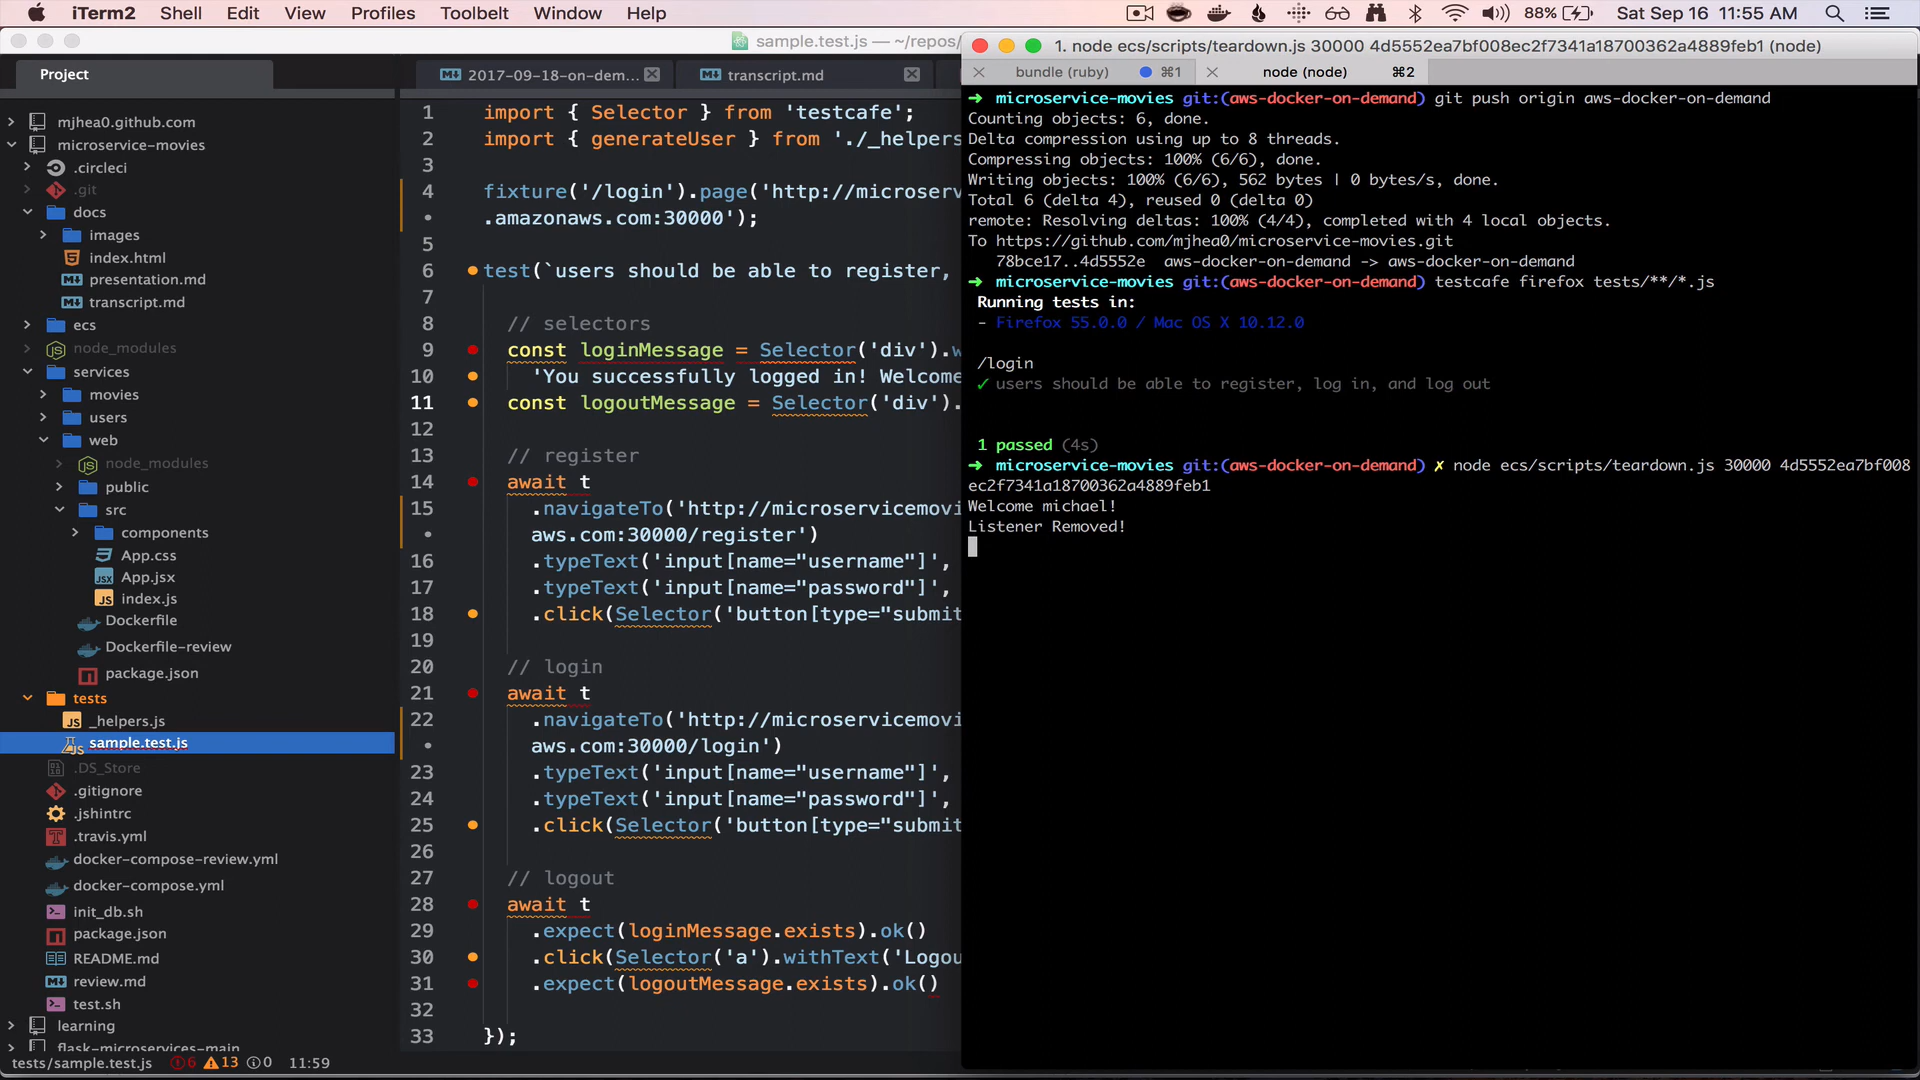 iTerm2 Shell Edit View Profiles Toolbelt Window Help 88% Sat Sep 16 11:55 AM
sample.test.js — ~/repos/
Project
2017-09-18-on-dem...
transcript.md
mjhea0.github.com
microservice-movies
.circleci
.git
docs
images
index.html
presentation.md
transcript.md
ecs
node_modules
services
movies
users
web
node_modules
public
src
components
App.css
App.jsx
index.js
Dockerfile
Dockerfile-review
package.json
tests
_helpers.js
sample.test.js
.DS_Store
.gitignore
.jshintrc
.travis.yml
docker-compose-review.yml
docker-compose.yml
init_db.sh
package.json
README.md
review.md
test.sh
learning
flask-microservices-main
tests/sample.test.js 6 13 0 11:59
1 import { Selector } from 'testcafe';
2 import { generateUser } from './_helpers
3
4 fixture('/login').page('http://microserv
• .amazonaws.com:30000');
5
6 test(`users should be able to register,
7
8 // selectors
9 const loginMessage = Selector('div').w
10 'You successfully logged in! Welcome
11 const logoutMessage = Selector('div').
12
13 // register
14 await t
15 .navigateTo('http://microservicemovi
• aws.com:30000/register')
16 .typeText('input[name="username"]',
17 .typeText('input[name="password"]',
18 .click(Selector('button[type="submit
19
20 // login
21 await t
22 .navigateTo('http://microservicemovi
• aws.com:30000/login')
23 .typeText('input[name="username"]',
24 .typeText('input[name="password"]',
25 .click(Selector('button[type="submit
26
27 // logout
28 await t
29 .expect(loginMessage.exists).ok()
30 .click(Selector('a').withText('Logou
31 .expect(logoutMessage.exists).ok()
32
33 });
1. node ecs/scripts/teardown.js 30000 4d5552ea7bf008ec2f7341a18700362a4889feb1 (node)
bundle (ruby) ⌘1 node (node) ⌘2
➜ microservice-movies git:(aws-docker-on-demand) git push origin aws-docker-on-demand
Counting objects: 6, done.
Delta compression using up to 8 threads.
Compressing objects: 100% (6/6), done.
Writing objects: 100% (6/6), 562 bytes | 0 bytes/s, done.
Total 6 (delta 4), reused 0 (delta 0)
remote: Resolving deltas: 100% (4/4), completed with 4 local objects.
To https://github.com/mjhea0/microservice-movies.git
78bce17..4d5552e aws-docker-on-demand -> aws-docker-on-demand
➜ microservice-movies git:(aws-docker-on-demand) testcafe firefox tests/**/*.js
Running tests in:
- Firefox 55.0.0 / Mac OS X 10.12.0
/login
✓ users should be able to register, log in, and log out
1 passed (4s)
➜ microservice-movies git:(aws-docker-on-demand) ✗ node ecs/scripts/teardown.js 30000 4d5552ea7bf008
ec2f7341a18700362a4889feb1
Welcome michael!
Listener Removed!